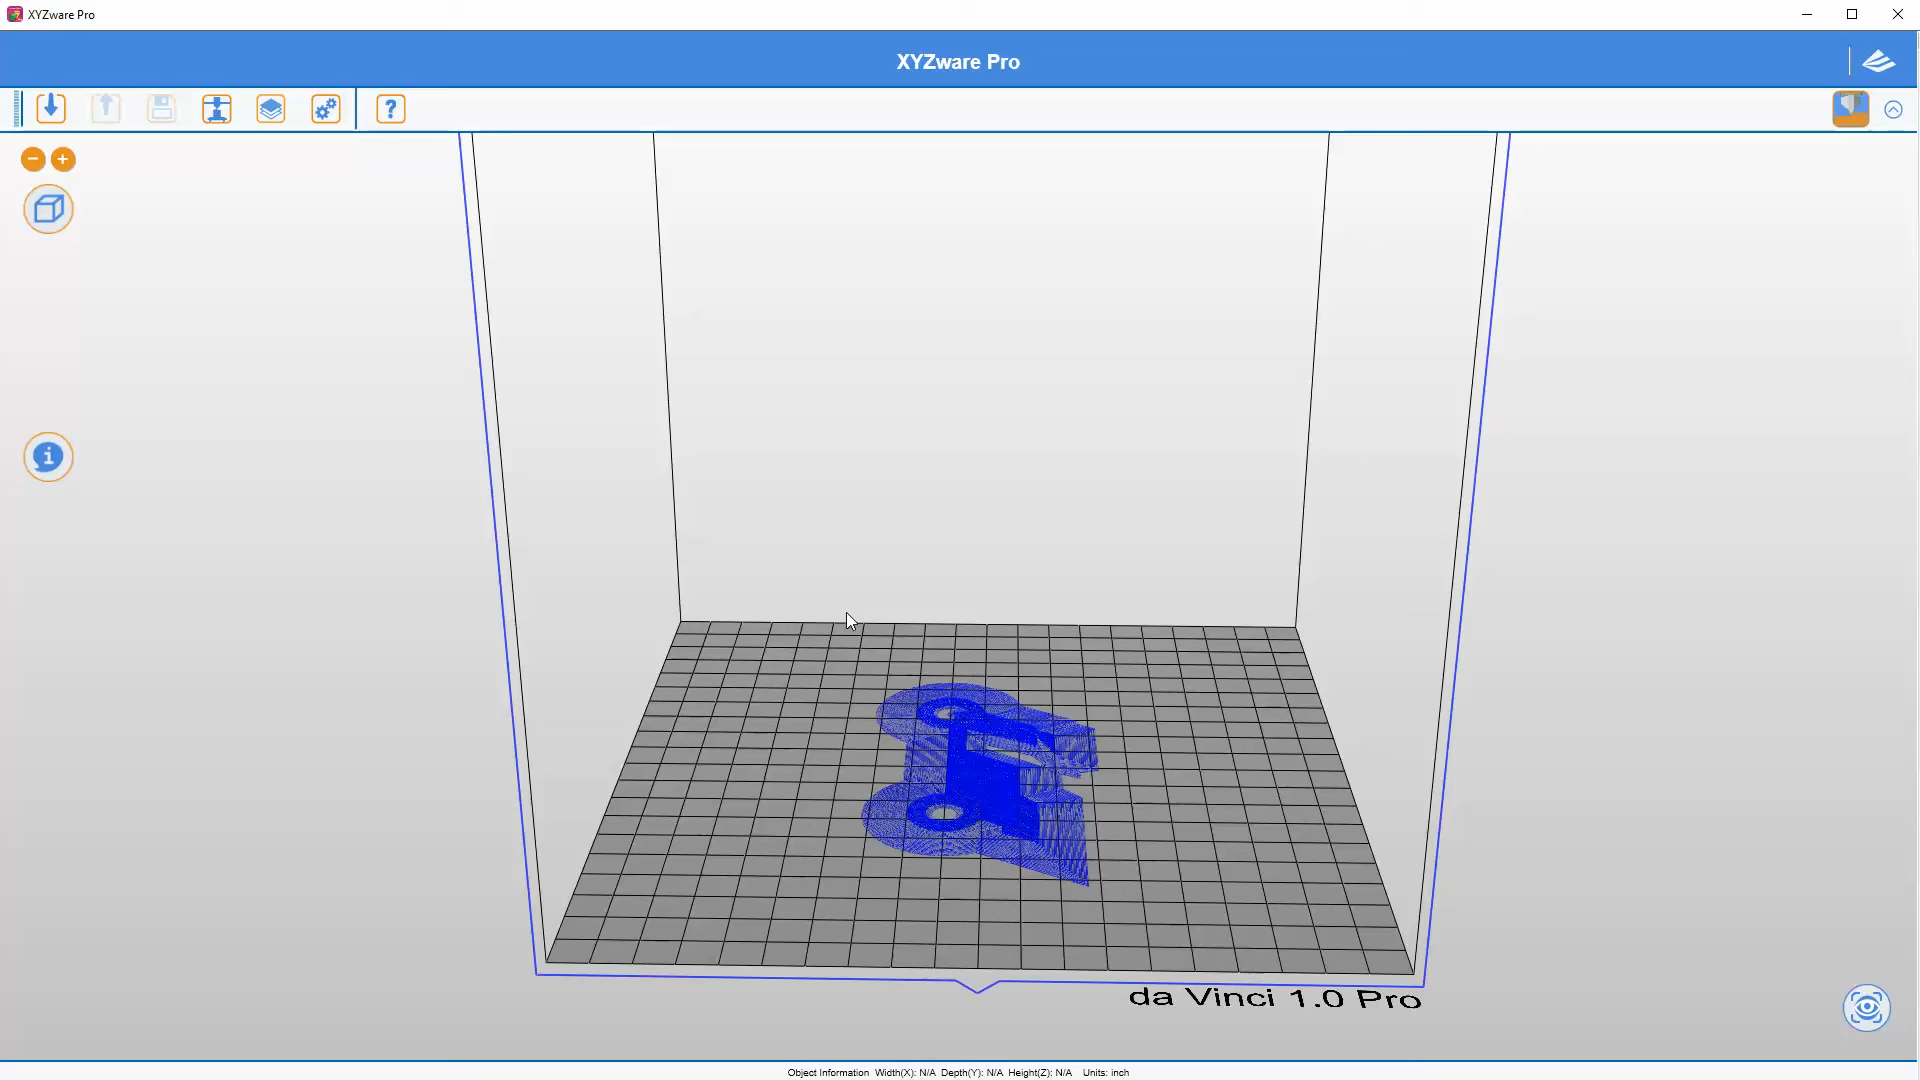 XYZware Pro
XYZware Pro
da Vinci 1.0 Pro
Object Information Width(X): N/A Depth(Y): N/A Height(Z): N/A Units: inch